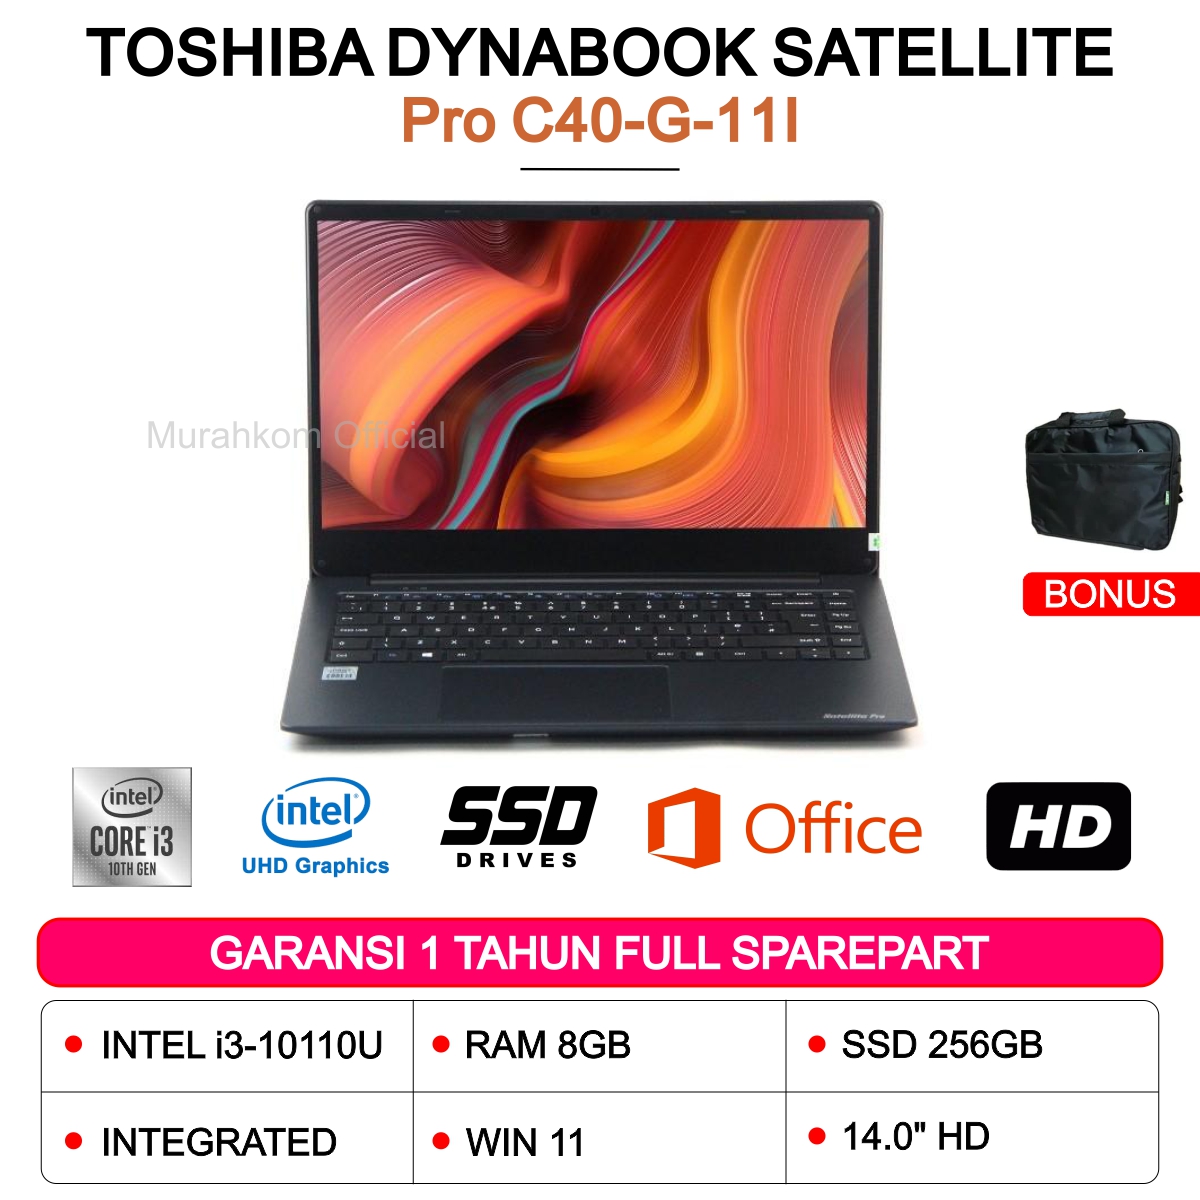 TOSHIBA DYNABOOK SATELLITE
Pro C40-G-11I
Murahkom Official
BONUS
Satellite Pro
intel
CORE i3
10TH GEN
intel
UHD Graphics
SSD
DRIVES
Office
HD
GARANSI 1 TAHUN FULL SPAREPART
INTEL i3-10110U
RAM 8GB
SSD 256GB
INTEGRATED
WIN 11
14.0" HD